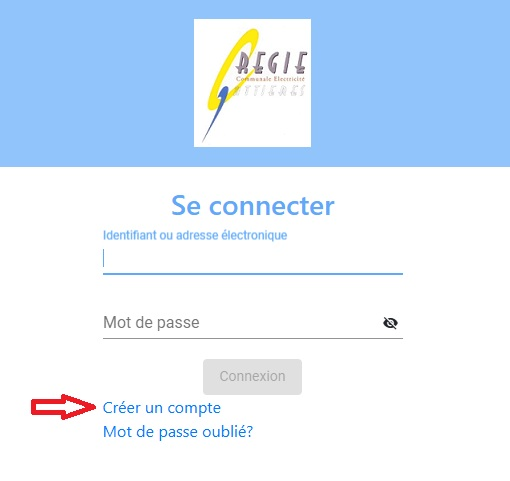 REGIE
Communale Electricité
Se connecter
Identifiant ou adresse électronique
Mot de passe
Connexion
Créer un compte
Mot de passe oublié?